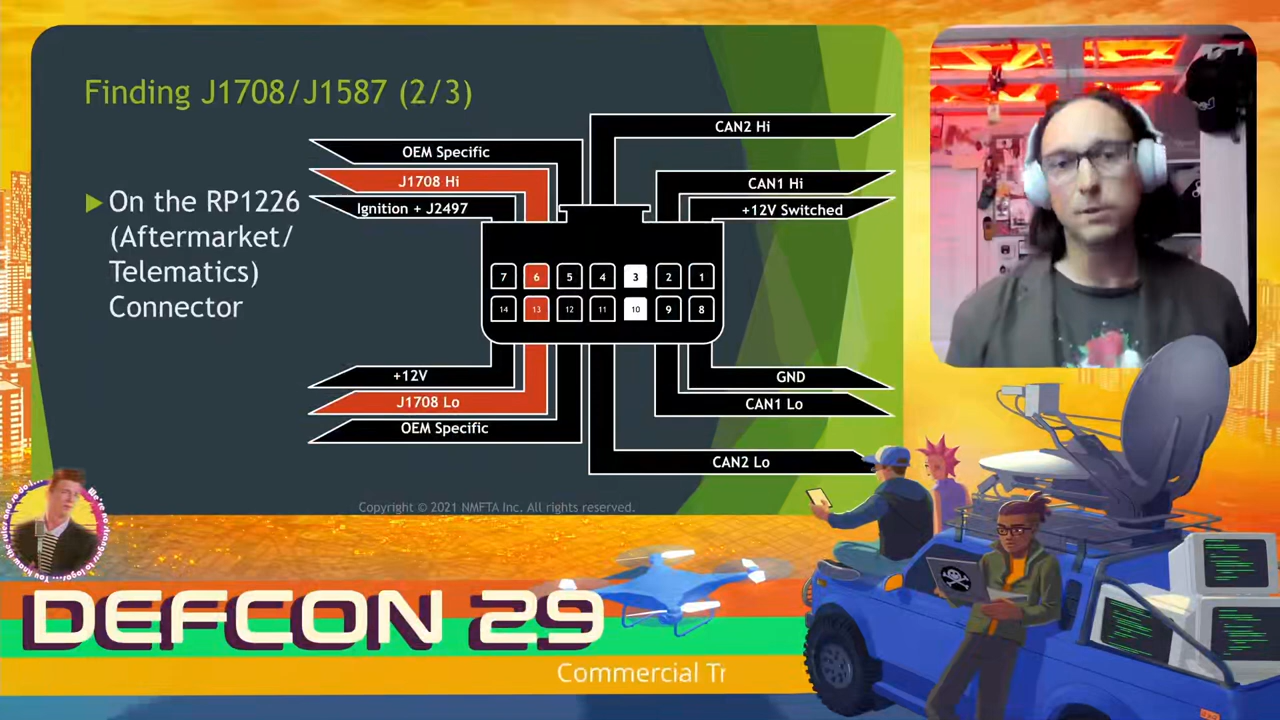 Finding J1708/J1587 (2/3)
On the RP1226
(Aftermarket/
Telematics)
Connector
OEM Specific
J1708 Hi
Ignition + J2497
CAN2 Hi
CAN1 Hi
+12V Switched
7 6 5 4 3 2 1
14 13 12 11 10 9 8
+12V
J1708 Lo
OEM Specific
GND
CAN1 Lo
CAN2 Lo
Copyright © 2021 NMFTA Inc. All rights reserved.
DEFCON 29
Commercial Tr